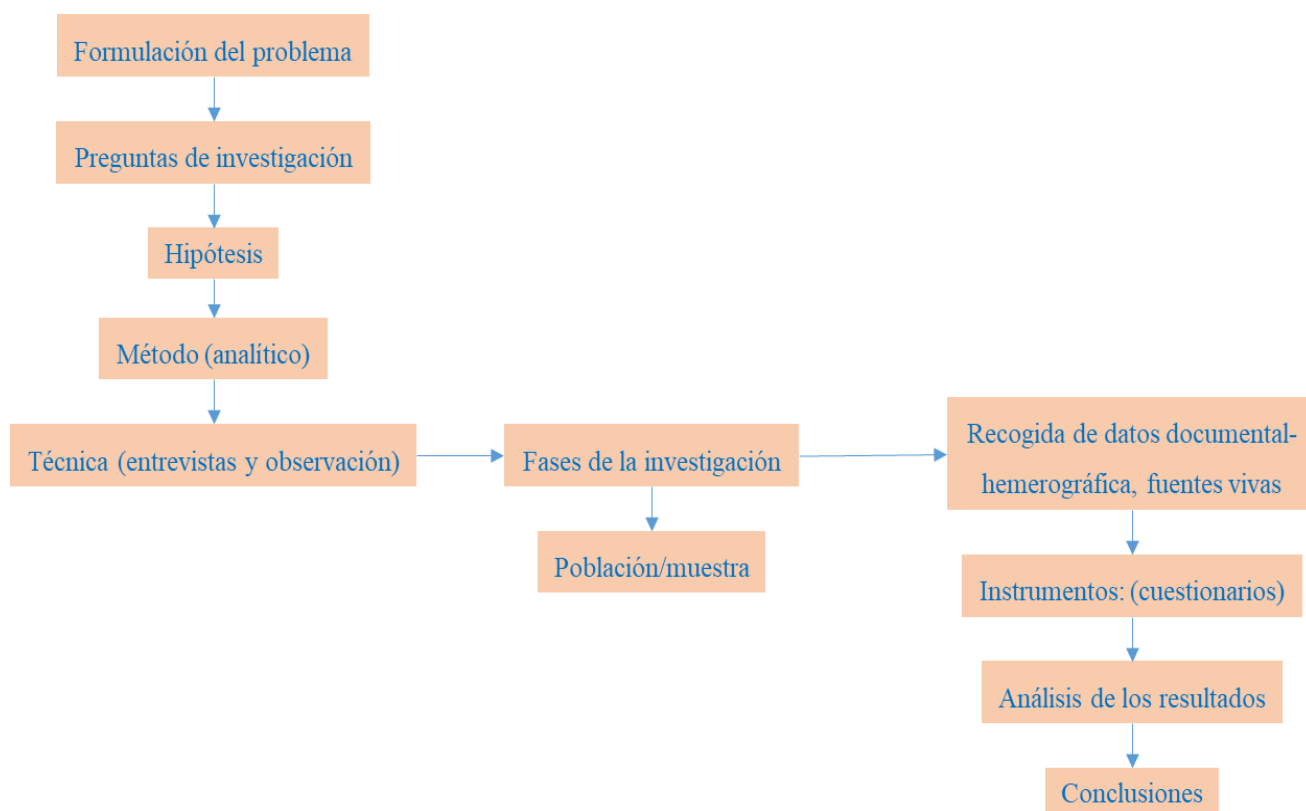 Formulación del problema
Preguntas de investigación
Hipótesis
Método (analítico)
Técnica (entrevistas y observación)
Fases de la investigación
Población/muestra
Recogida de datos documental-
hemerográfica, fuentes vivas
Instrumentos: (cuestionarios)
Análisis de los resultados
Conclusiones